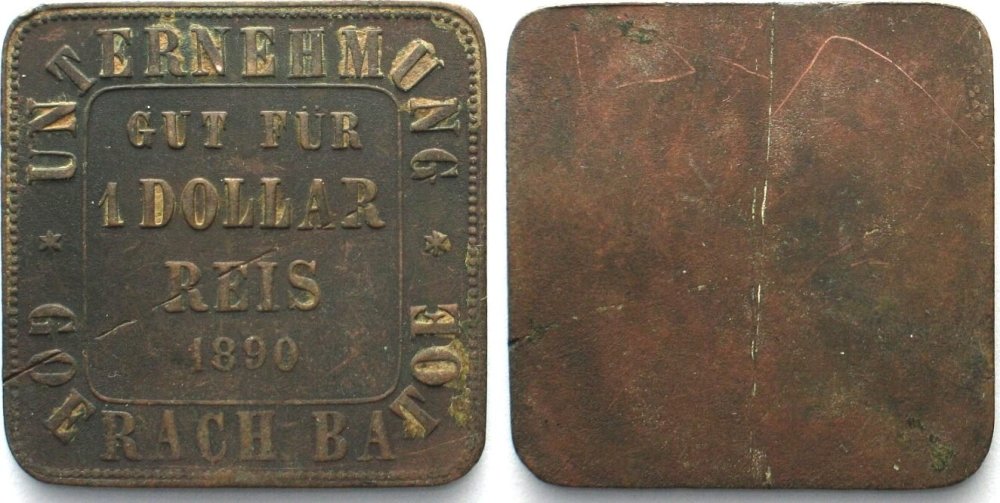 UNTERNEHMUNG
GOERACH BATOE
GUT FÜR
1 DOLLAR
REIS
1890